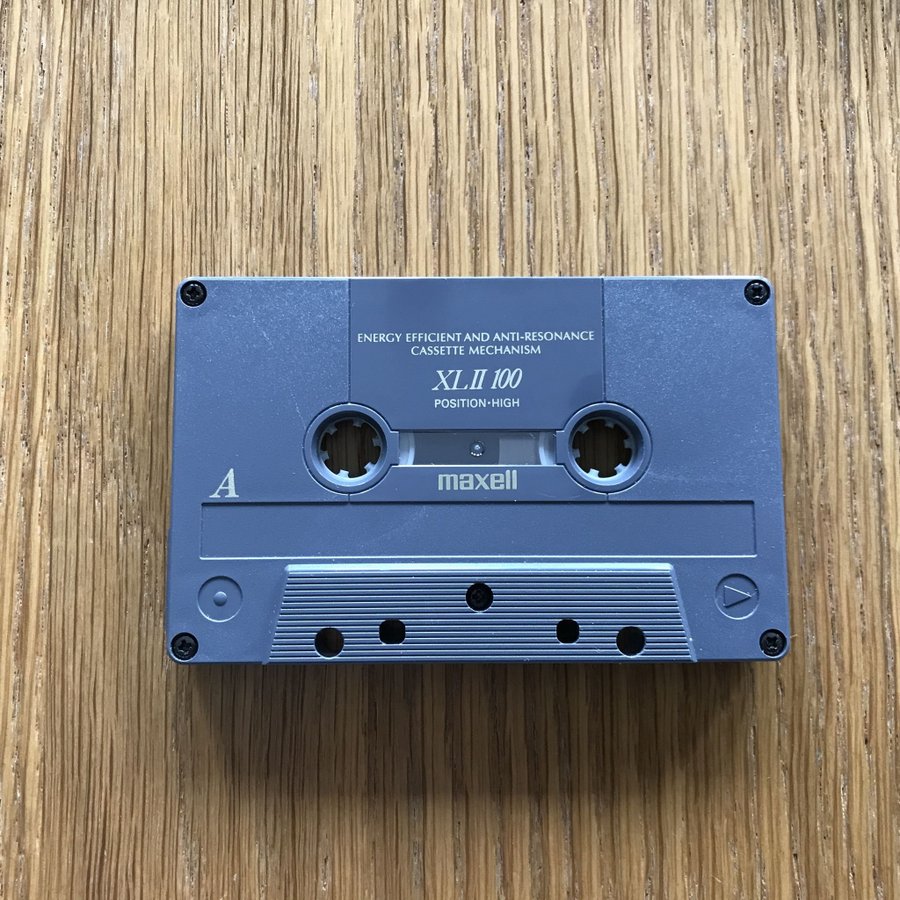 ENERGY EFFICIENT AND ANTI-RESONANCE
CASSETTE MECHANISM
XL II 100
POSITION·HIGH
maxell
A